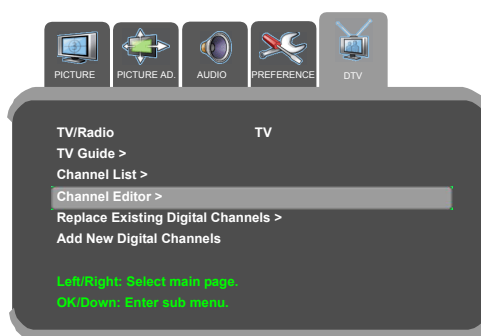 PICTURE PICTURE AD. AUDIO PREFERENCE DTV
TV/Radio TV
TV Guide >
Channel List >
Channel Editor >
Replace Existing Digital Channels >
Add New Digital Channels
Left/Right: Select main page.
OK/Down: Enter sub menu.